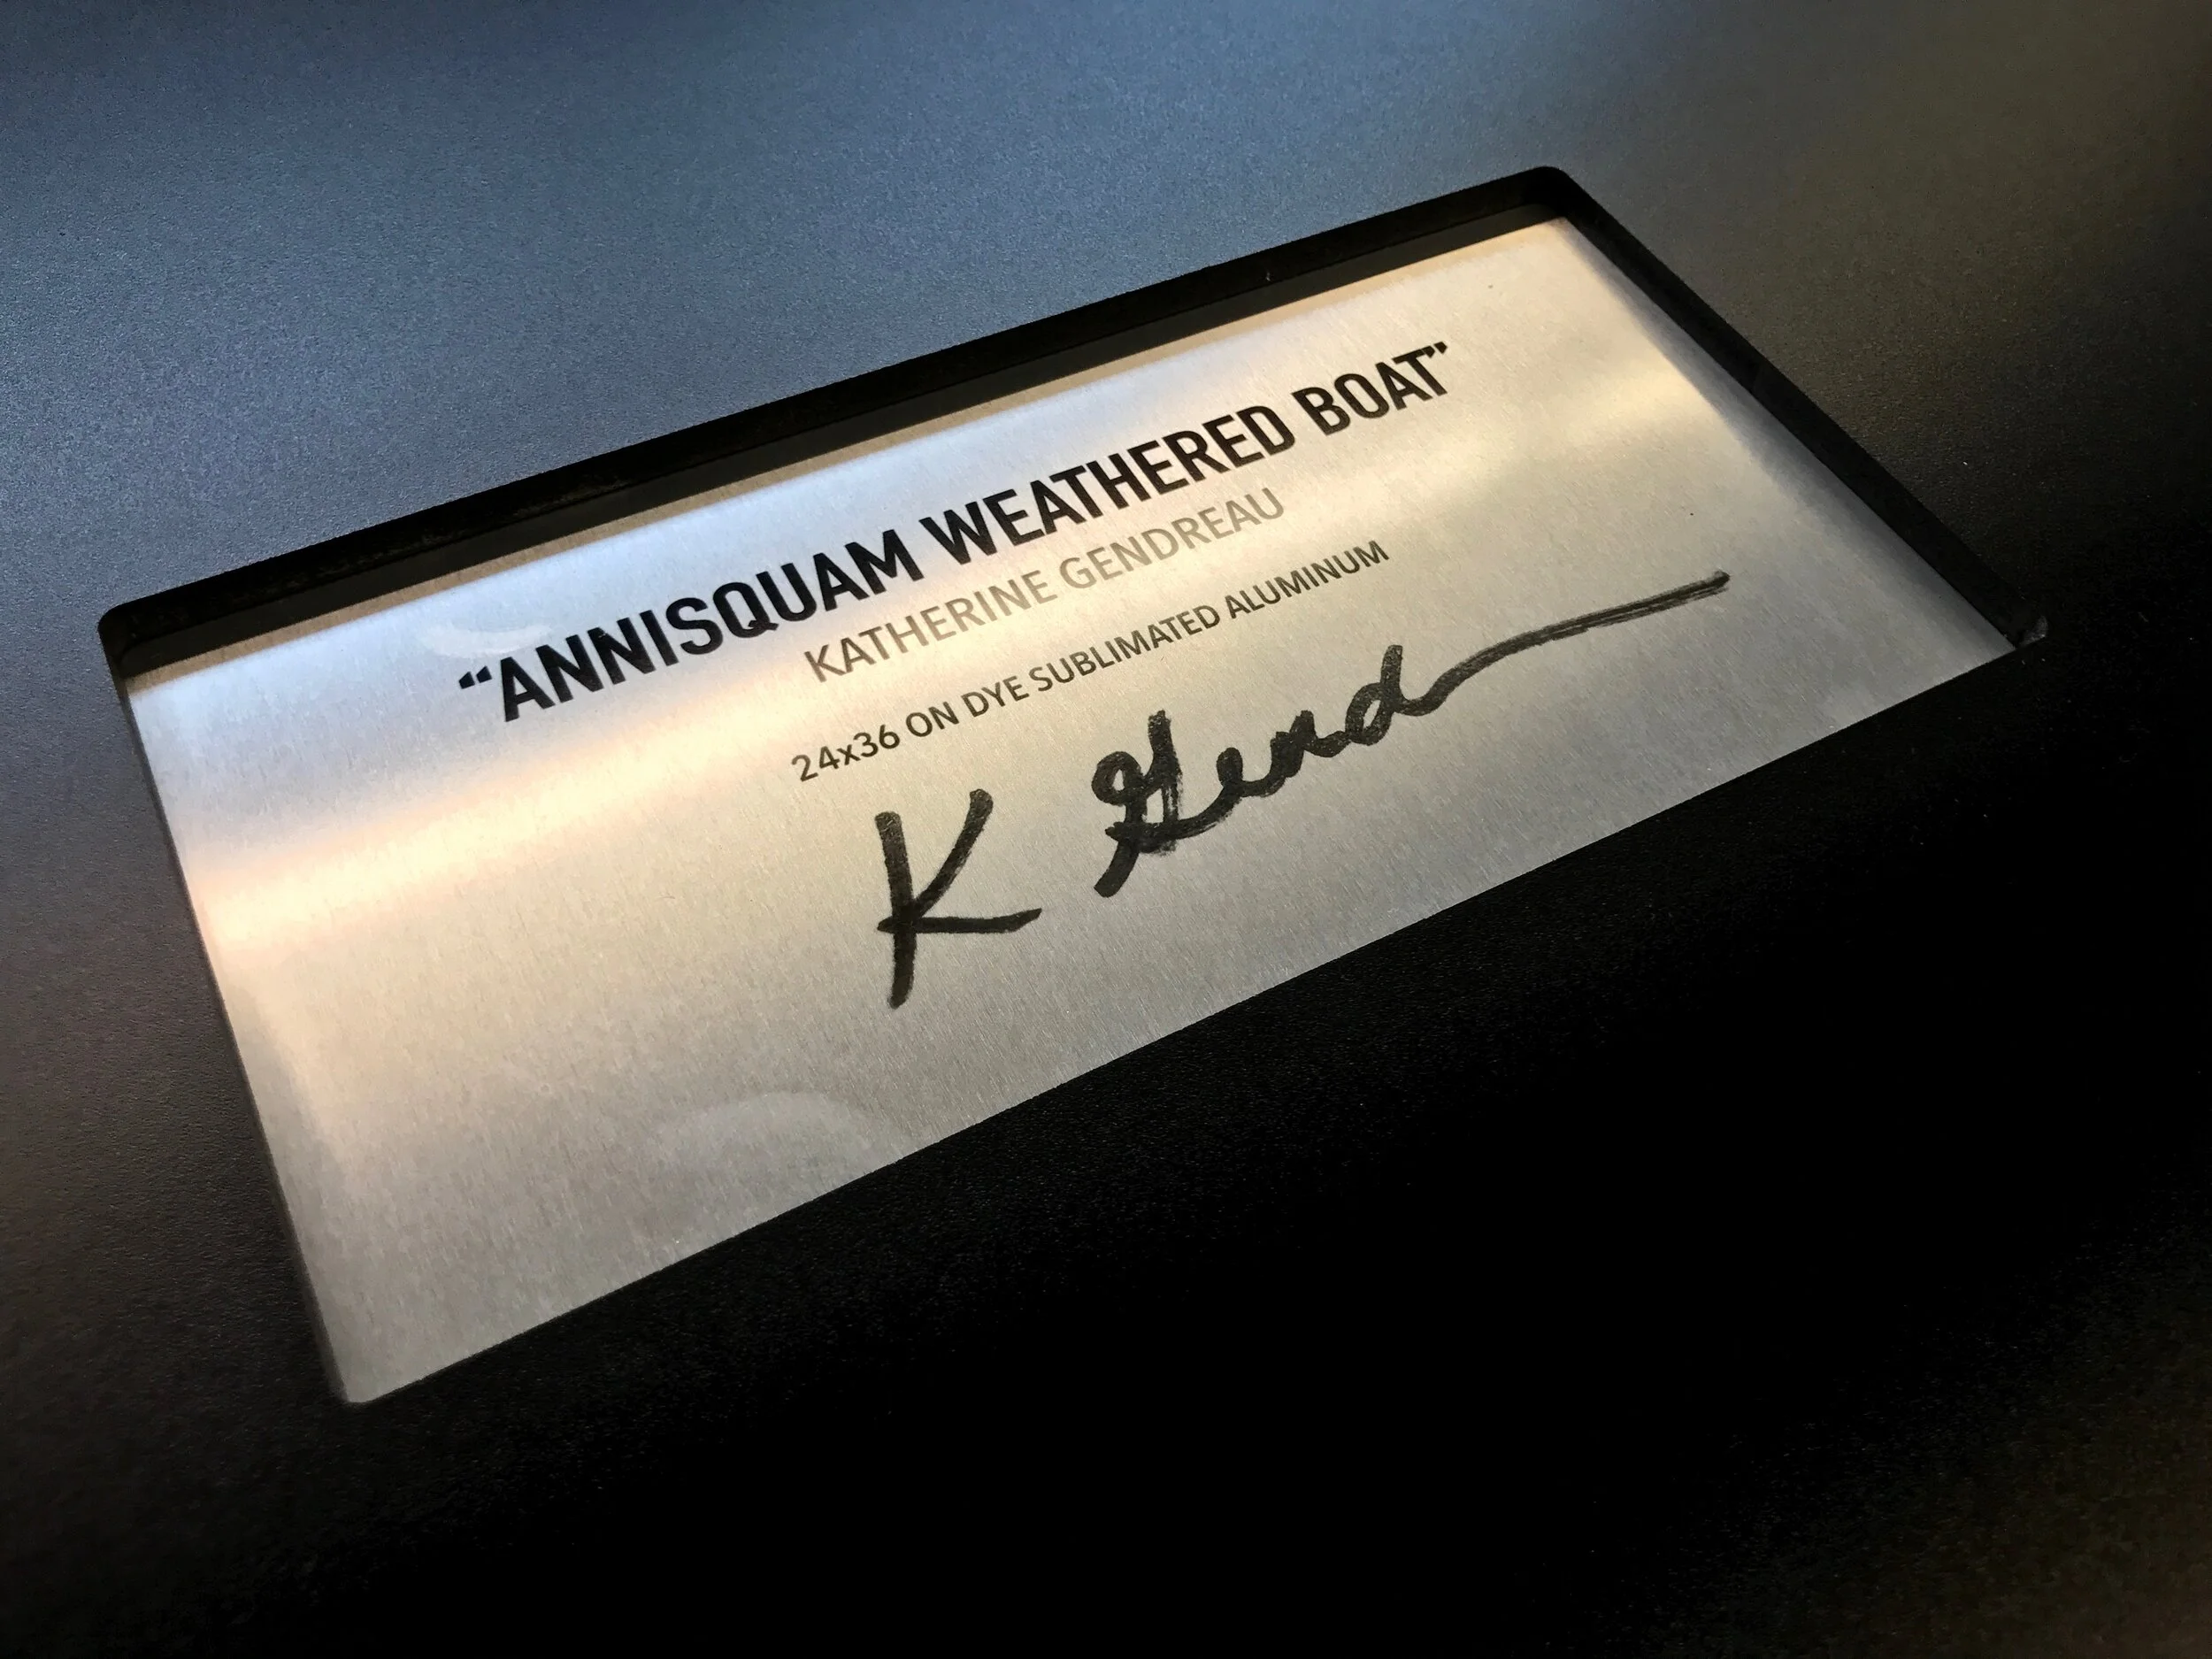 “ANNISQUAM WEATHERED BOAT”
KATHERINE GENDREAU
24x36 ON DYE SUBLIMATED ALUMINUM
K Gend